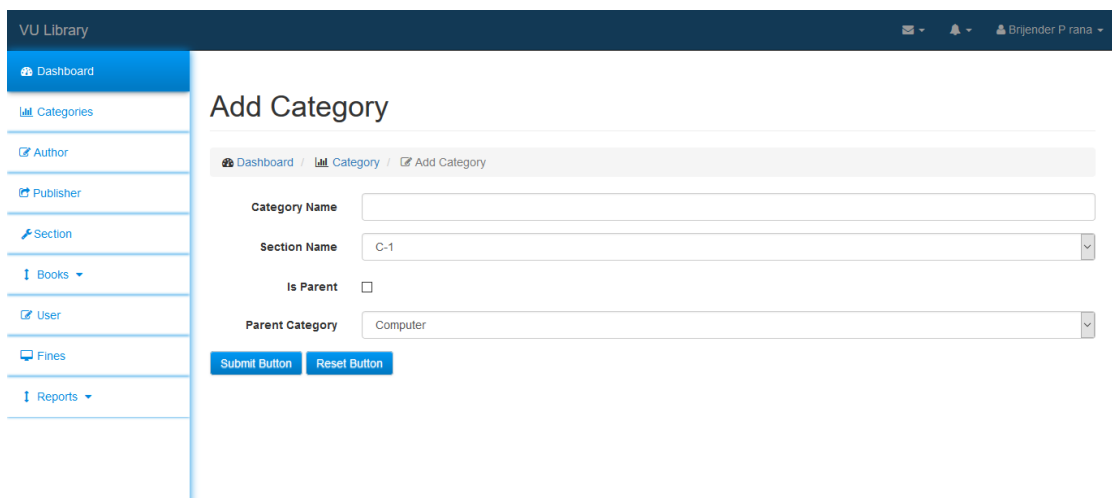 VU Library
Brijender P rana
Dashboard
Categories
Author
Publisher
Section
Books
User
Fines
Reports
Add Category
Dashboard / Category / Add Category
Category Name
Section Name C-1
Is Parent
Parent Category Computer
Submit Button Reset Button